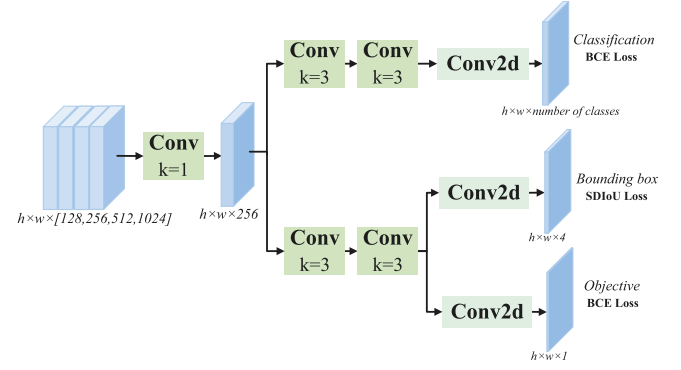 h×w×[128,256,512,1024]
Conv
k=1
h×w×256
Conv
k=3
Conv
k=3
Conv2d
Classification
BCE Loss
h×w×number of classes
Conv
k=3
Conv
k=3
Conv2d
Bounding box
SDIoU Loss
h×w×4
Conv2d
Objective
BCE Loss
h×w×1